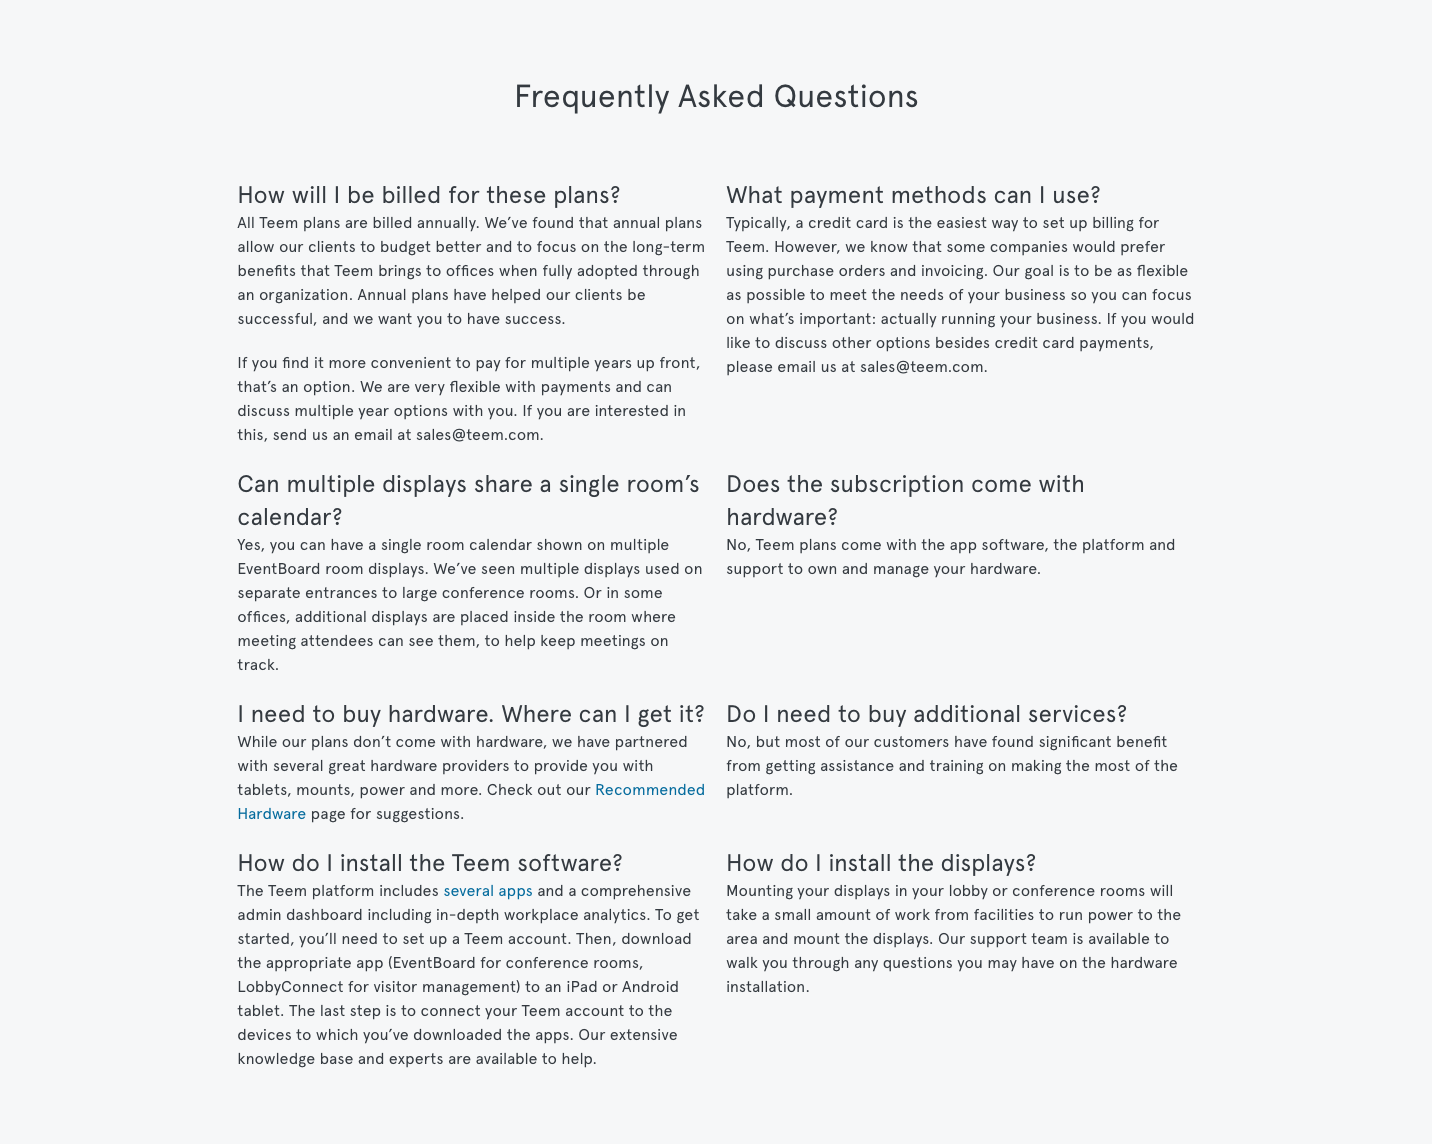 Frequently Asked Questions
How will I be billed for these plans?
All Teem plans are billed annually. We’ve found that annual plans
allow our clients to budget better and to focus on the long-term
benefits that Teem brings to offices when fully adopted through
an organization. Annual plans have helped our clients be
successful, and we want you to have success.
If you find it more convenient to pay for multiple years up front,
that’s an option. We are very flexible with payments and can
discuss multiple year options with you. If you are interested in
this, send us an email at sales@teem.com.
What payment methods can I use?
Typically, a credit card is the easiest way to set up billing for
Teem. However, we know that some companies would prefer
using purchase orders and invoicing. Our goal is to be as flexible
as possible to meet the needs of your business so you can focus
on what’s important: actually running your business. If you would
like to discuss other options besides credit card payments,
please email us at sales@teem.com.
Can multiple displays share a single room’s
calendar?
Yes, you can have a single room calendar shown on multiple
EventBoard room displays. We’ve seen multiple displays used on
separate entrances to large conference rooms. Or in some
offices, additional displays are placed inside the room where
meeting attendees can see them, to help keep meetings on
track.
Does the subscription come with
hardware?
No, Teem plans come with the app software, the platform and
support to own and manage your hardware.
I need to buy hardware. Where can I get it?
While our plans don’t come with hardware, we have partnered
with several great hardware providers to provide you with
tablets, mounts, power and more. Check out our Recommended
Hardware page for suggestions.
Do I need to buy additional services?
No, but most of our customers have found significant benefit
from getting assistance and training on making the most of the
platform.
How do I install the Teem software?
The Teem platform includes several apps and a comprehensive
admin dashboard including in-depth workplace analytics. To get
started, you’ll need to set up a Teem account. Then, download
the appropriate app (EventBoard for conference rooms,
LobbyConnect for visitor management) to an iPad or Android
tablet. The last step is to connect your Teem account to the
devices to which you’ve downloaded the apps. Our extensive
knowledge base and experts are available to help.
How do I install the displays?
Mounting your displays in your lobby or conference rooms will
take a small amount of work from facilities to run power to the
area and mount the displays. Our support team is available to
walk you through any questions you may have on the hardware
installation.